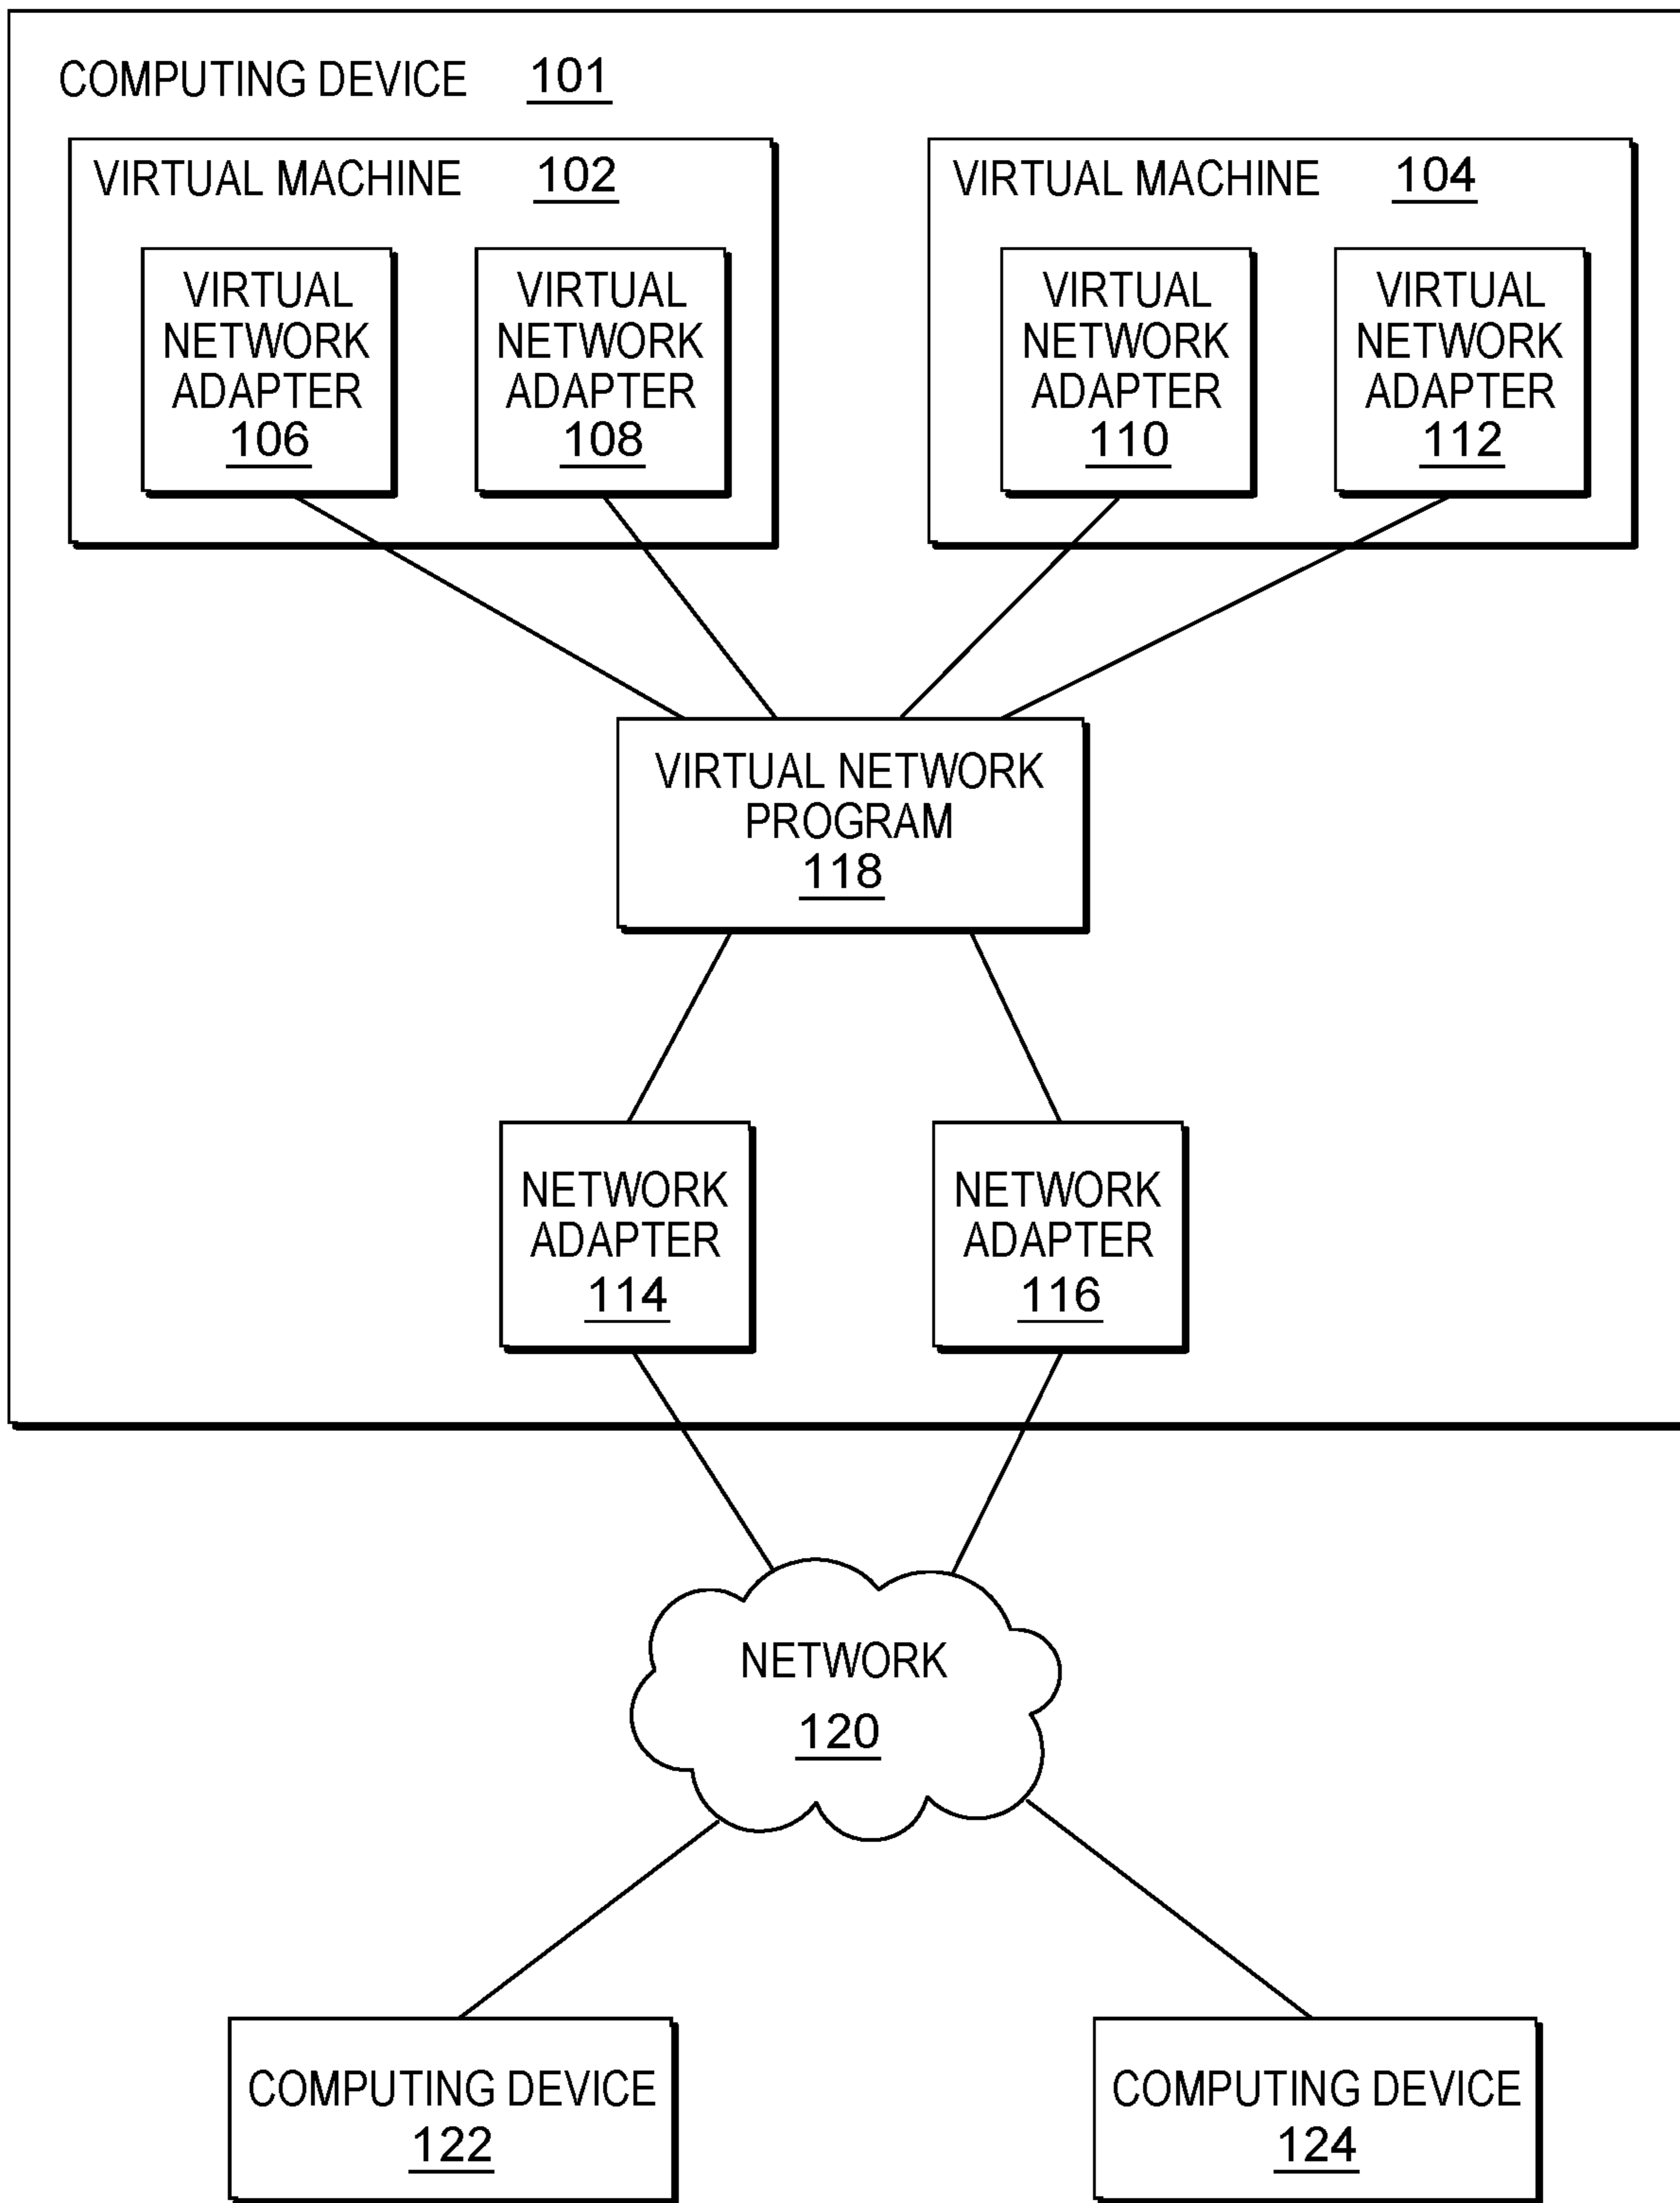 COMPUTING DEVICE 101
VIRTUAL MACHINE 102
VIRTUAL
NETWORK
ADAPTER
106
VIRTUAL
NETWORK
ADAPTER
108
VIRTUAL MACHINE 104
VIRTUAL
NETWORK
ADAPTER
110
VIRTUAL
NETWORK
ADAPTER
112
VIRTUAL NETWORK
PROGRAM
118
NETWORK
ADAPTER
114
NETWORK
ADAPTER
116
NETWORK
120
COMPUTING DEVICE
122
COMPUTING DEVICE
124